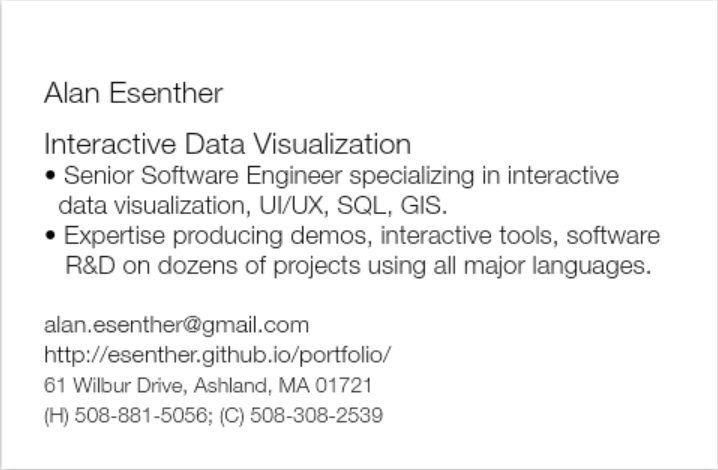 Alan Esenther
Interactive Data Visualization
• Senior Software Engineer specializing in interactive
data visualization, UI/UX, SQL, GIS.
• Expertise producing demos, interactive tools, software
R&D on dozens of projects using all major languages.
alan.esenther@gmail.com
http://esenther.github.io/portfolio/
61 Wilbur Drive, Ashland, MA 01721
(H) 508-881-5056; (C) 508-308-2539